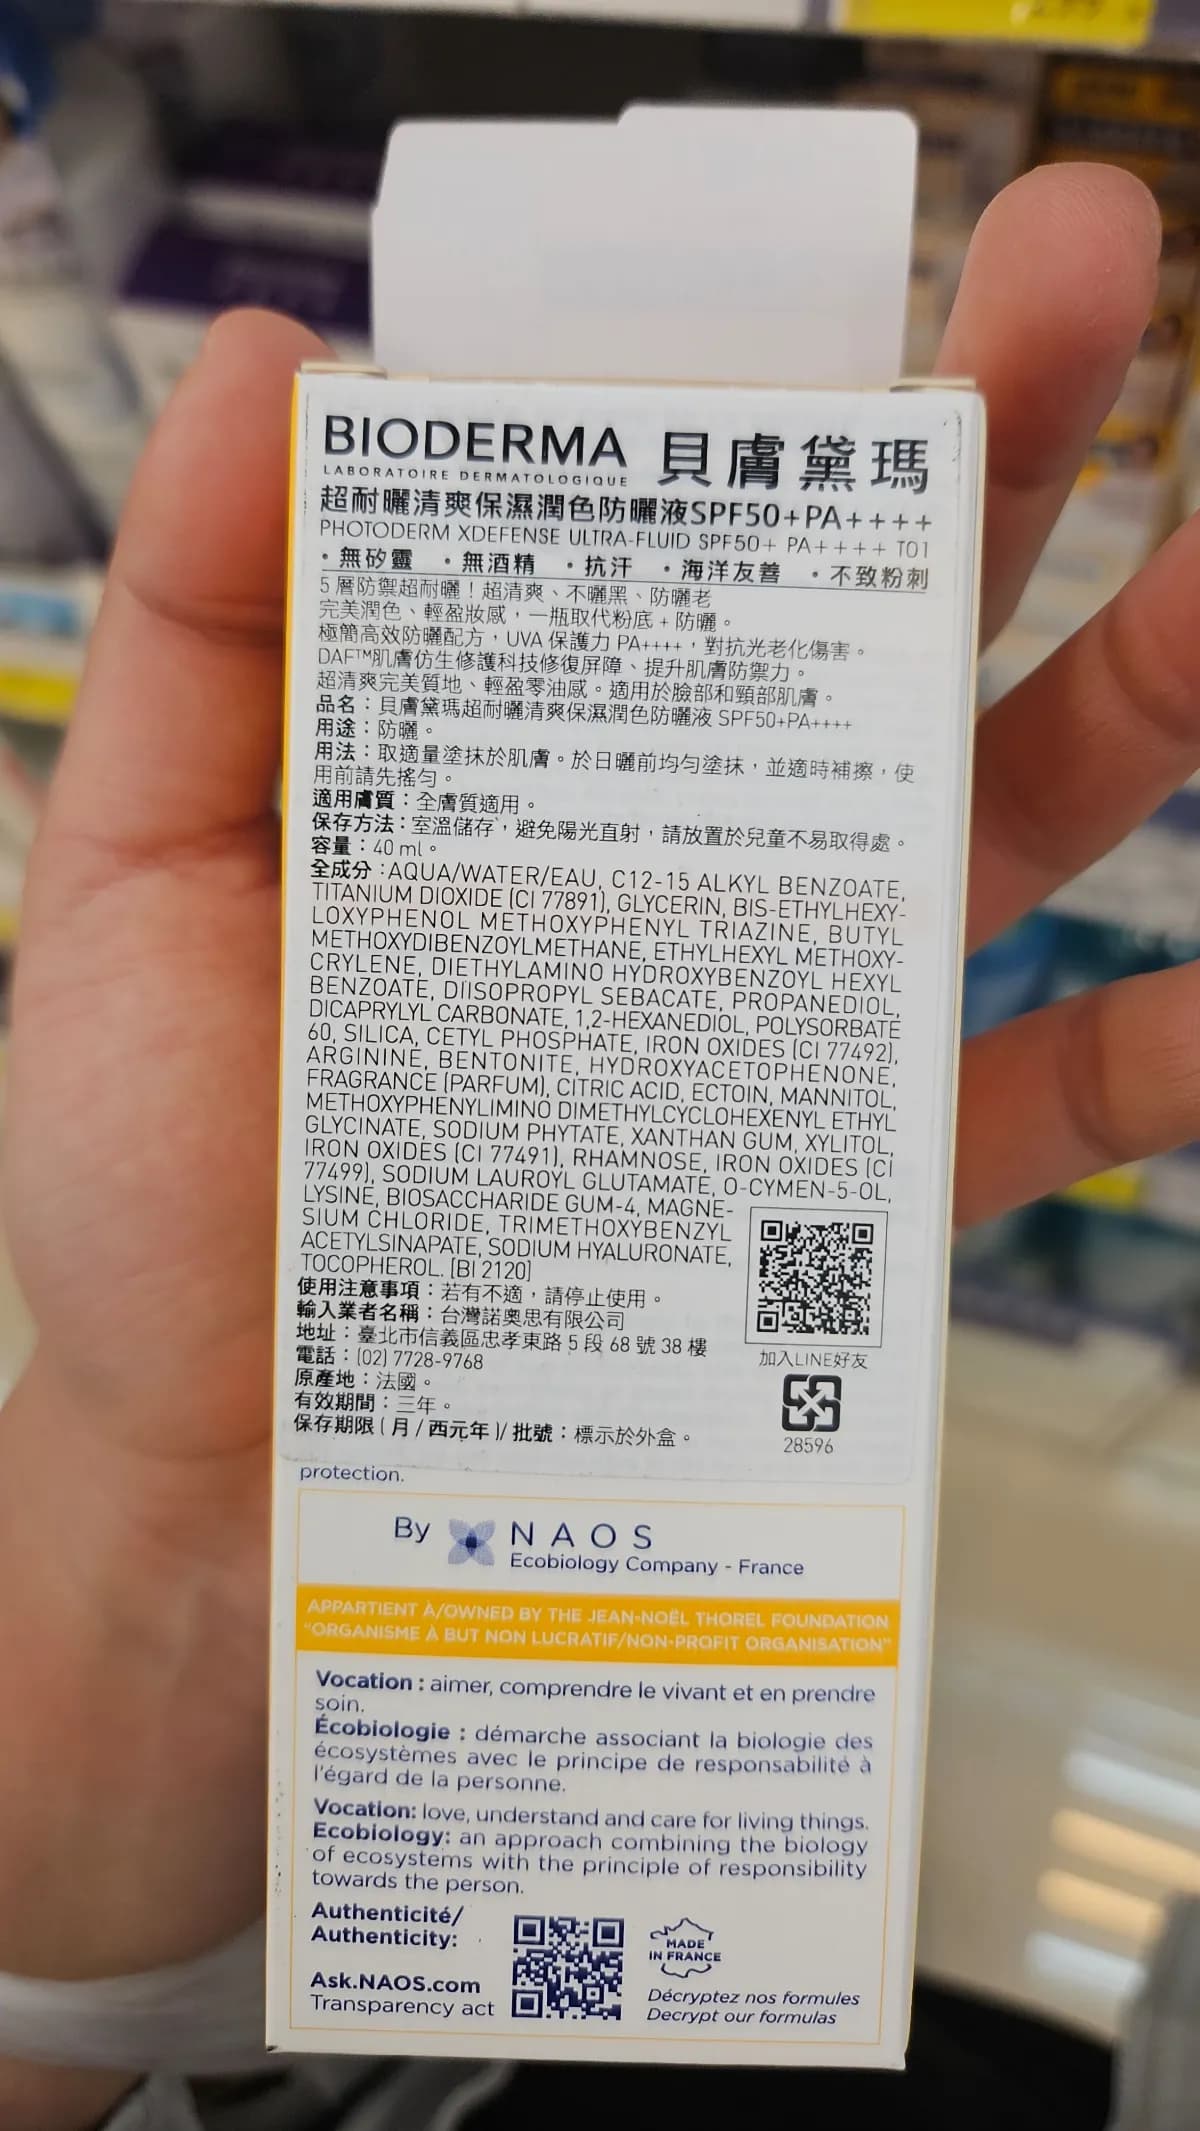 BIODERMA 貝膚黛瑪
LABORATOIRE DERMATOLOGIQUE
超耐曬清爽保濕潤色防曬液SPF50+PA++++
PHOTODERM XDEFENSE ULTRA-FLUID SPF50+ PA++++ T01
・無矽靈 ・無酒精 ・抗汗 ・海洋友善 ・不致粉刺
5 層防禦超耐曬！超清爽、不曬黑、防曬老
完美潤色、輕盈妝感，一瓶取代粉底 + 防曬。
極簡高效防曬配方，UVA 保護力 PA++++，對抗光老化傷害。
DAF™肌膚仿生修護科技修復屏障、提升肌膚防禦力。
超清爽完美質地、輕盈零油感。適用於臉部和頸部肌膚。
品名：貝膚黛瑪超耐曬清爽保濕潤色防曬液 SPF50+PA++++
用途：防曬。
用法：取適量塗抹於肌膚。於日曬前均勻塗抹，並適時補擦，使
用前請先搖勻。
適用膚質：全膚質適用。
保存方法：室溫儲存，避免陽光直射，請放置於兒童不易取得處。
容量：40 ml。
全成分：AQUA/WATER/EAU, C12-15 ALKYL BENZOATE,
TITANIUM DIOXIDE (CI 77891), GLYCERIN, BIS-ETHYLHEXY-
LOXYPHENOL METHOXYPHENYL TRIAZINE, BUTYL
METHOXYDIBENZOYLMETHANE, ETHYLHEXYL METHOXY-
CRYLENE, DIETHYLAMINO HYDROXYBENZOYL HEXYL
BENZOATE, DIISOPROPYL SEBACATE, PROPANEDIOL,
DICAPRYLYL CARBONATE, 1,2-HEXANEDIOL, POLYSORBATE
60, SILICA, CETYL PHOSPHATE, IRON OXIDES (CI 77492),
ARGININE, BENTONITE, HYDROXYACETOPHENONE,
FRAGRANCE (PARFUM), CITRIC ACID, ECTOIN, MANNITOL,
METHOXYPHENYLIMINO DIMETHYLCYCLOHEXENYL ETHYL
GLYCINATE, SODIUM PHYTATE, XANTHAN GUM, XYLITOL,
IRON OXIDES (CI 77491), RHAMNOSE, IRON OXIDES (CI
77499), SODIUM LAUROYL GLUTAMATE, O-CYMEN-5-OL,
LYSINE, BIOSACCHARIDE GUM-4, MAGNE-
SIUM CHLORIDE, TRIMETHOXYBENZYL
ACETYLSINAPATE, SODIUM HYALURONATE,
TOCOPHEROL. [BI 2120]
使用注意事項：若有不適，請停止使用。
輸入業者名稱：台灣諾奧思有限公司
地址：臺北市信義區忠孝東路 5 段 68 號 38 樓
電話：(02) 7728-9768
原產地：法國。
有效期間：三年。
保存期限 ( 月 / 西元年 )/ 批號：標示於外盒。
加入LINE好友
28596
protection.
By NAOS
Ecobiology Company - France
APPARTIENT À/OWNED BY THE JEAN-NOËL THOREL FOUNDATION
"ORGANISME À BUT NON LUCRATIF/NON-PROFIT ORGANISATION"
Vocation : aimer, comprendre le vivant et en prendre
soin.
Écobiologie : démarche associant la biologie des
écosystèmes avec le principe de responsabilité à
l'égard de la personne.
Vocation: love, understand and care for living things.
Ecobiology: an approach combining the biology
of ecosystems with the principle of responsibility
towards the person.
Authenticité/
Authenticity:
Ask.NAOS.com
Transparency act
MADE
IN FRANCE
Décryptez nos formules
Decrypt our formulas